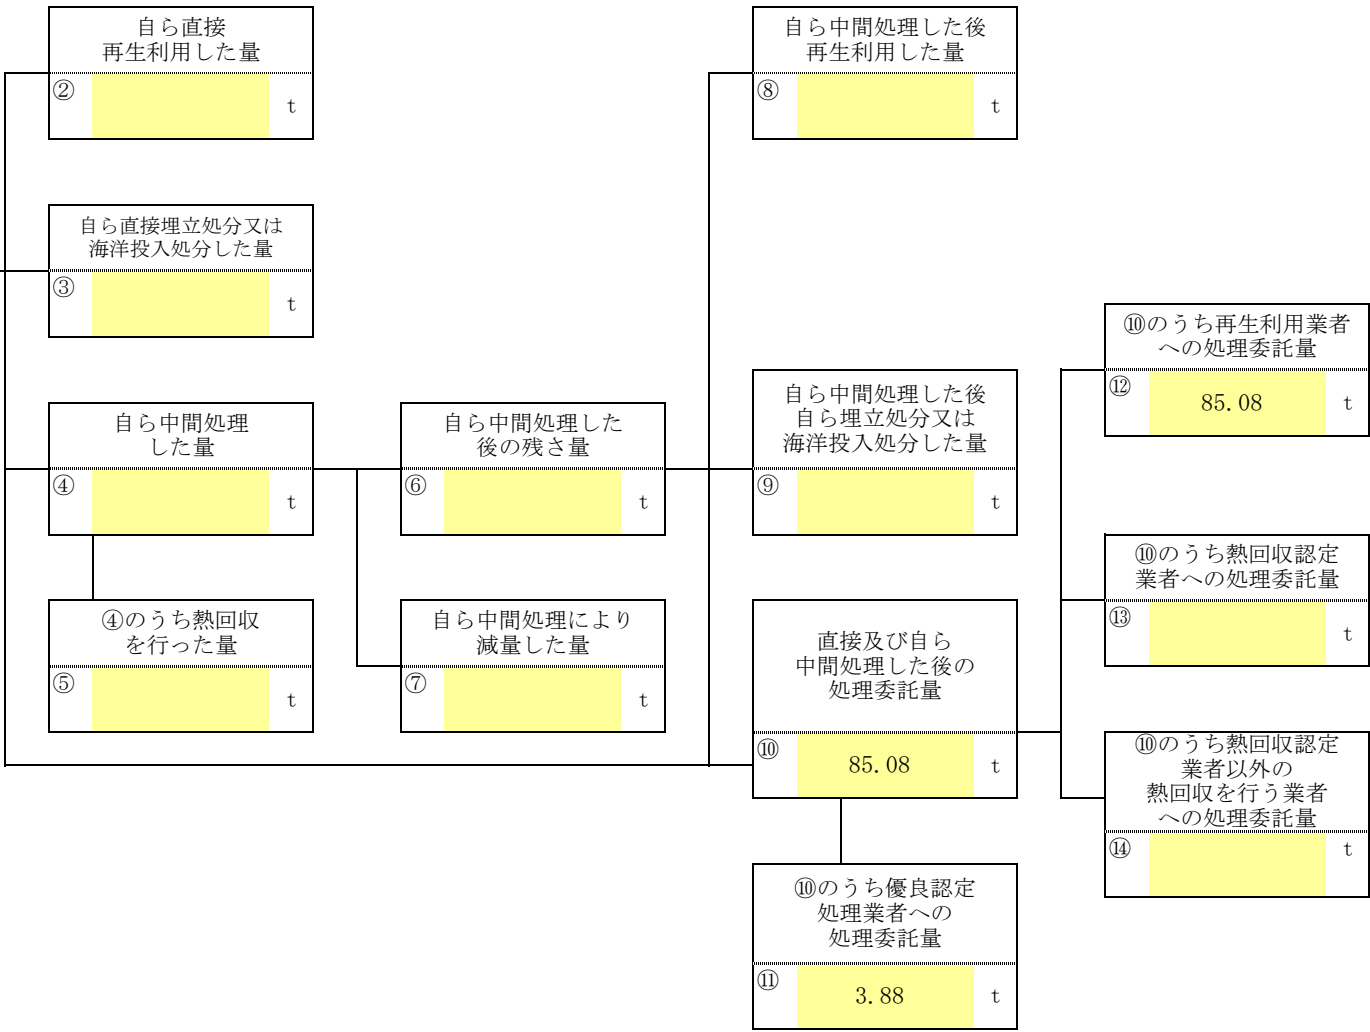 自ら直接
再生利用した量
②
t
自ら中間処理した後
再生利用した量
⑧
t
自ら直接埋立処分又は
海洋投入処分した量
③
t
⑩のうち再生利用業者
への処理委託量
⑫ 85.08 t
自ら中間処理
した量
④
t
自ら中間処理した
後の残さ量
⑥
t
自ら中間処理した後
自ら埋立処分又は
海洋投入処分した量
⑨
t
⑩のうち熱回収認定
業者への処理委託量
⑬
t
④のうち熱回収
を行った量
⑤
t
自ら中間処理により
減量した量
⑦
t
直接及び自ら
中間処理した後の
処理委託量
⑩ 85.08 t
⑩のうち熱回収認定
業者以外の
熱回収を行う業者
への処理委託量
⑭ t
⑩のうち優良認定
処理業者への
処理委託量
⑪ 3.88 t